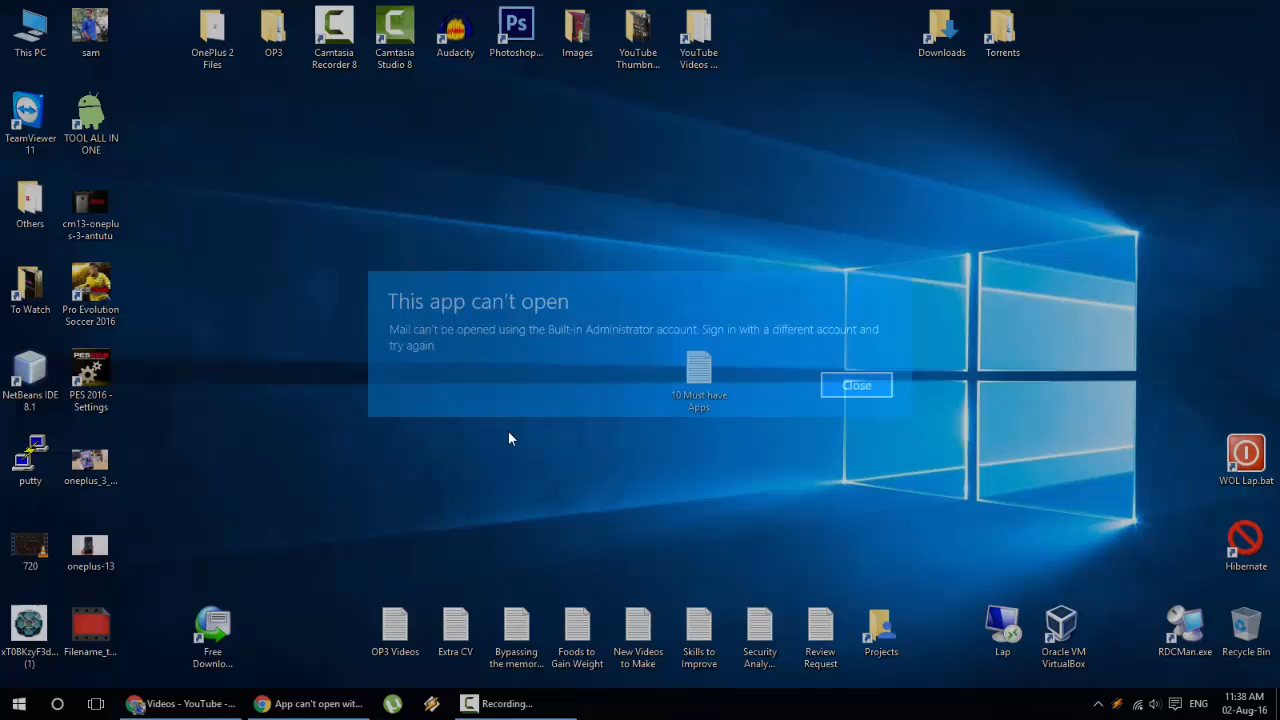 This PC
sam
OnePlus 2
Files
OP3
Camtasia
Recorder 8
Camtasia
Studio 8
Audacity
Ps
Photoshop...
Images
YouTube
Thumbn...
YouTube
Videos ...
Downloads
Torrents
TeamViewer
11
TOOL ALL IN
ONE
Others
cm13-oneplu
s-3-antutu
To Watch
Pro Evolution
Soccer 2016
This app can't open
Mail can't be opened using the Built-in Administrator account. Sign in with a different account and
try again.
Close
10 Must have
Apps
NetBeans IDE
8.1
PES 2016 -
Settings
putty
oneplus_3_...
WOL Lap.bat
720
oneplus-13
Hibernate
xT0BKzyF3d...
(1)
Filename_t...
Free
Downlo...
OP3 Videos
Extra CV
Bypassing
the memor...
Foods to
Gain Weight
New Videos
to Make
Skills to
Improve
Security
Analy...
Review
Request
Projects
Lap
Oracle VM
VirtualBox
RDCMan.exe
Recycle Bin
Videos - YouTube -...
App can't open wit...
Recording...
ENG
11:38 AM
02-Aug-16